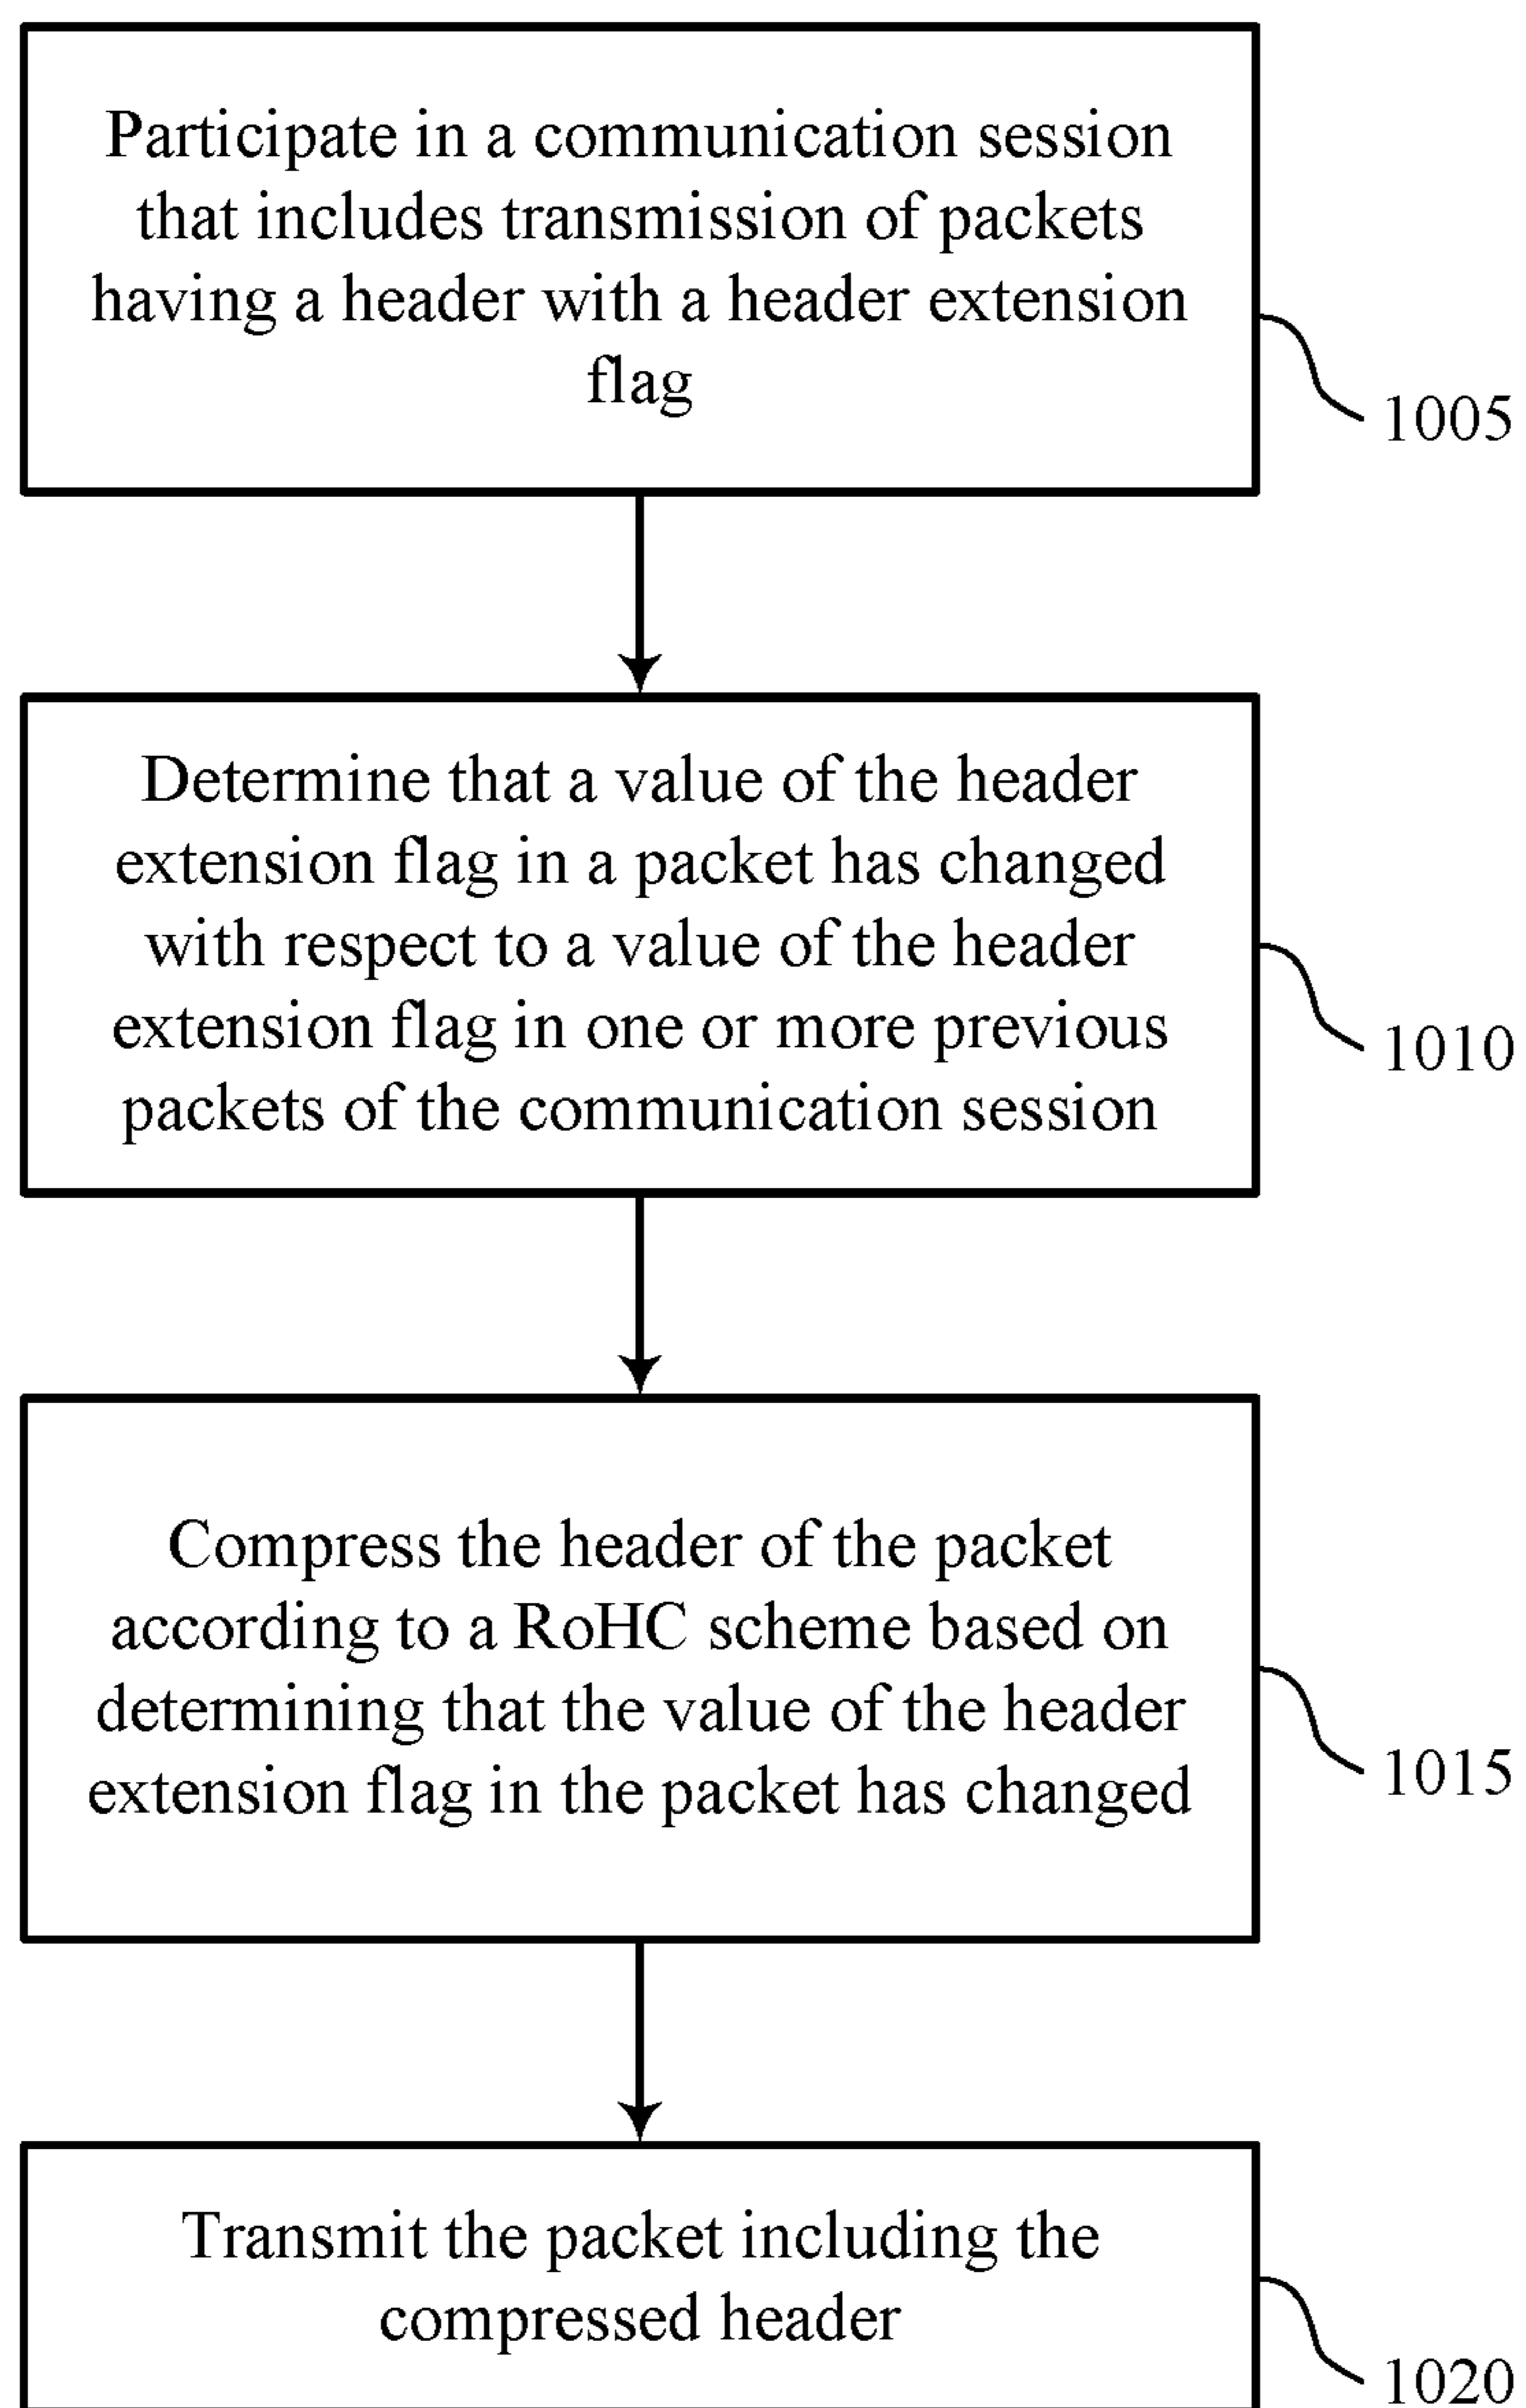 Participate in a communication session
that includes transmission of packets
having a header with a header extension
flag
1005
Determine that a value of the header
extension flag in a packet has changed
with respect to a value of the header
extension flag in one or more previous
packets of the communication session
1010
Compress the header of the packet
according to a RoHC scheme based on
determining that the value of the header
extension flag in the packet has changed
1015
Transmit the packet including the
compressed header
1020